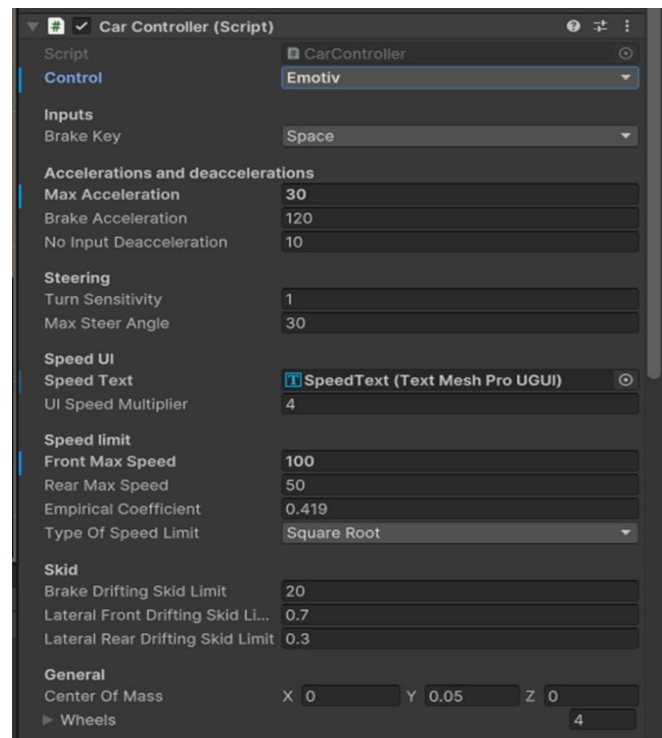 Car Controller (Script)
Script CarController
Control Emotiv
Inputs
Brake Key Space
Accelerations and deaccelerations
Max Acceleration 30
Brake Acceleration 120
No Input Deacceleration 10
Steering
Turn Sensitivity 1
Max Steer Angle 30
Speed UI
Speed Text SpeedText (Text Mesh Pro UGUI)
UI Speed Multiplier 4
Speed limit
Front Max Speed 100
Rear Max Speed 50
Empirical Coefficient 0.419
Type Of Speed Limit Square Root
Skid
Brake Drifting Skid Limit 20
Lateral Front Drifting Skid Li... 0.7
Lateral Rear Drifting Skid Limit 0.3
General
Center Of Mass X 0 Y 0.05 Z 0
Wheels 4